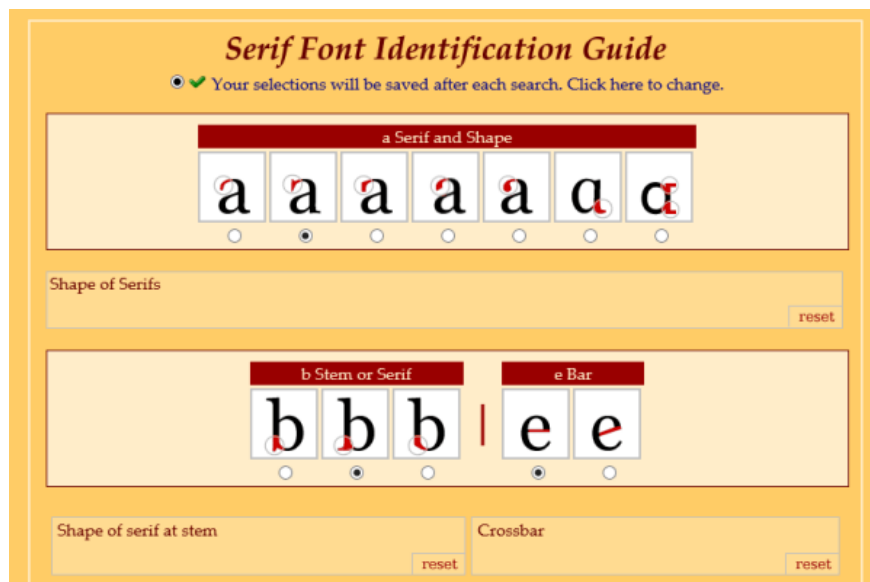 Serif Font Identification Guide
Your selections will be saved after each search. Click here to change.
a Serif and Shape
a a a a a ɑ ɑ
Shape of Serifs
reset
b Stem or Serif
e Bar
b b b | e e
Shape of serif at stem
Crossbar
reset
reset